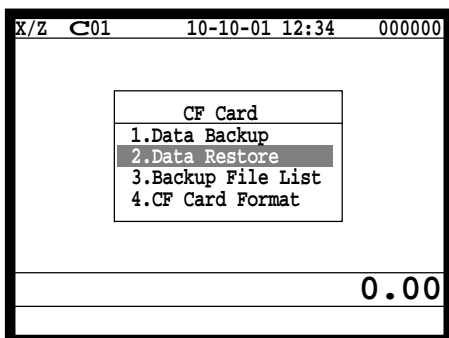 X/Z C01 10-10-01 12:34 000000
CF Card
1.Data Backup
2.Data Restore
3.Backup File List
4.CF Card Format
0.00